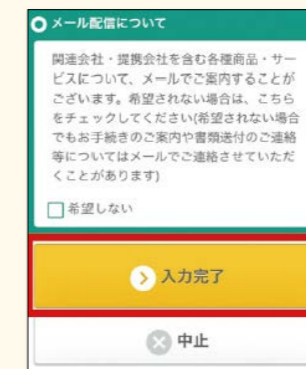 メール配信について
関連会社・提携会社を含む各種商品・サー
ビスについて、メールでご案内することが
ございます。希望されない場合は、こちら
をチェックしてください(希望されない場合
でもお手続きのご案内や書類送付のご連絡
等についてはメールでご連絡させていただ
くことがあります)
希望しない
入力完了
中止